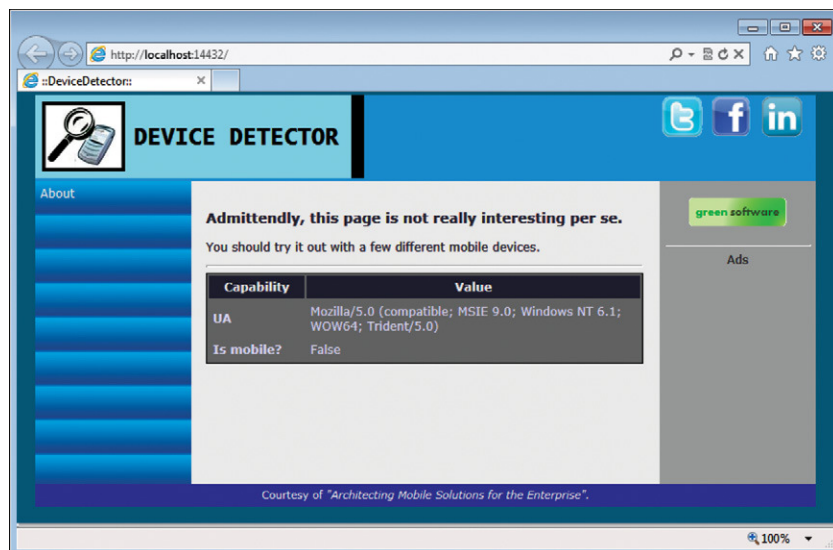 http://localhost:14432/
::DeviceDetector::
DEVICE DETECTOR
About
Admittendly, this page is not really interesting per se.
You should try it out with a few different mobile devices.
Capability Value
UA Mozilla/5.0 (compatible; MSIE 9.0; Windows NT 6.1;
WOW64; Trident/5.0)
Is mobile? False
green software
Ads
Courtesy of "Architecting Mobile Solutions for the Enterprise".
100%